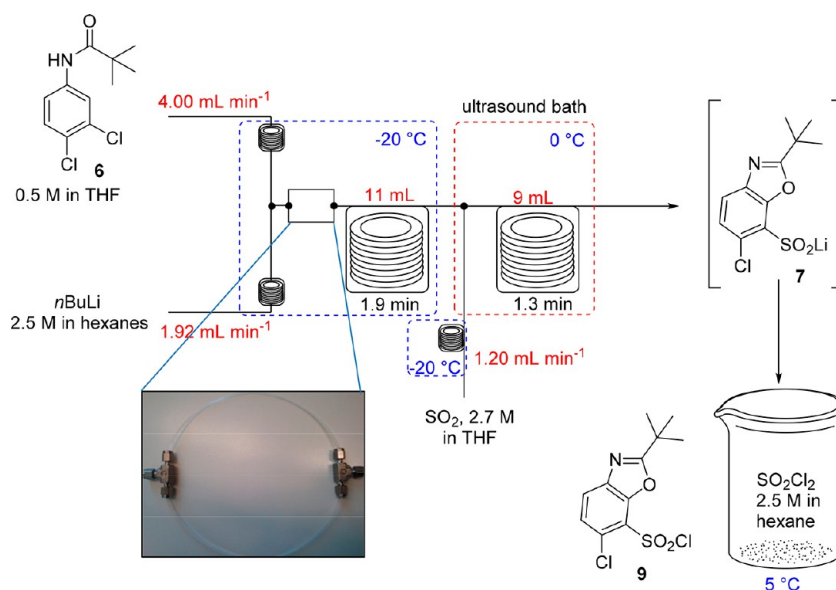 O
HN
Cl
Cl
6
0.5 M in THF
4.00 mL min⁻¹
-20 °C
ultrasound bath
0 °C
11 mL
9 mL
1.9 min
1.3 min
nBuLi
2.5 M in hexanes
1.92 mL min⁻¹
-20 °C
1.20 mL min⁻¹
SO₂, 2.7 M
in THF
N
O
SO₂Li
Cl
7
N
O
SO₂Cl
Cl
9
SO₂Cl₂
2.5 M in
hexane
5 °C